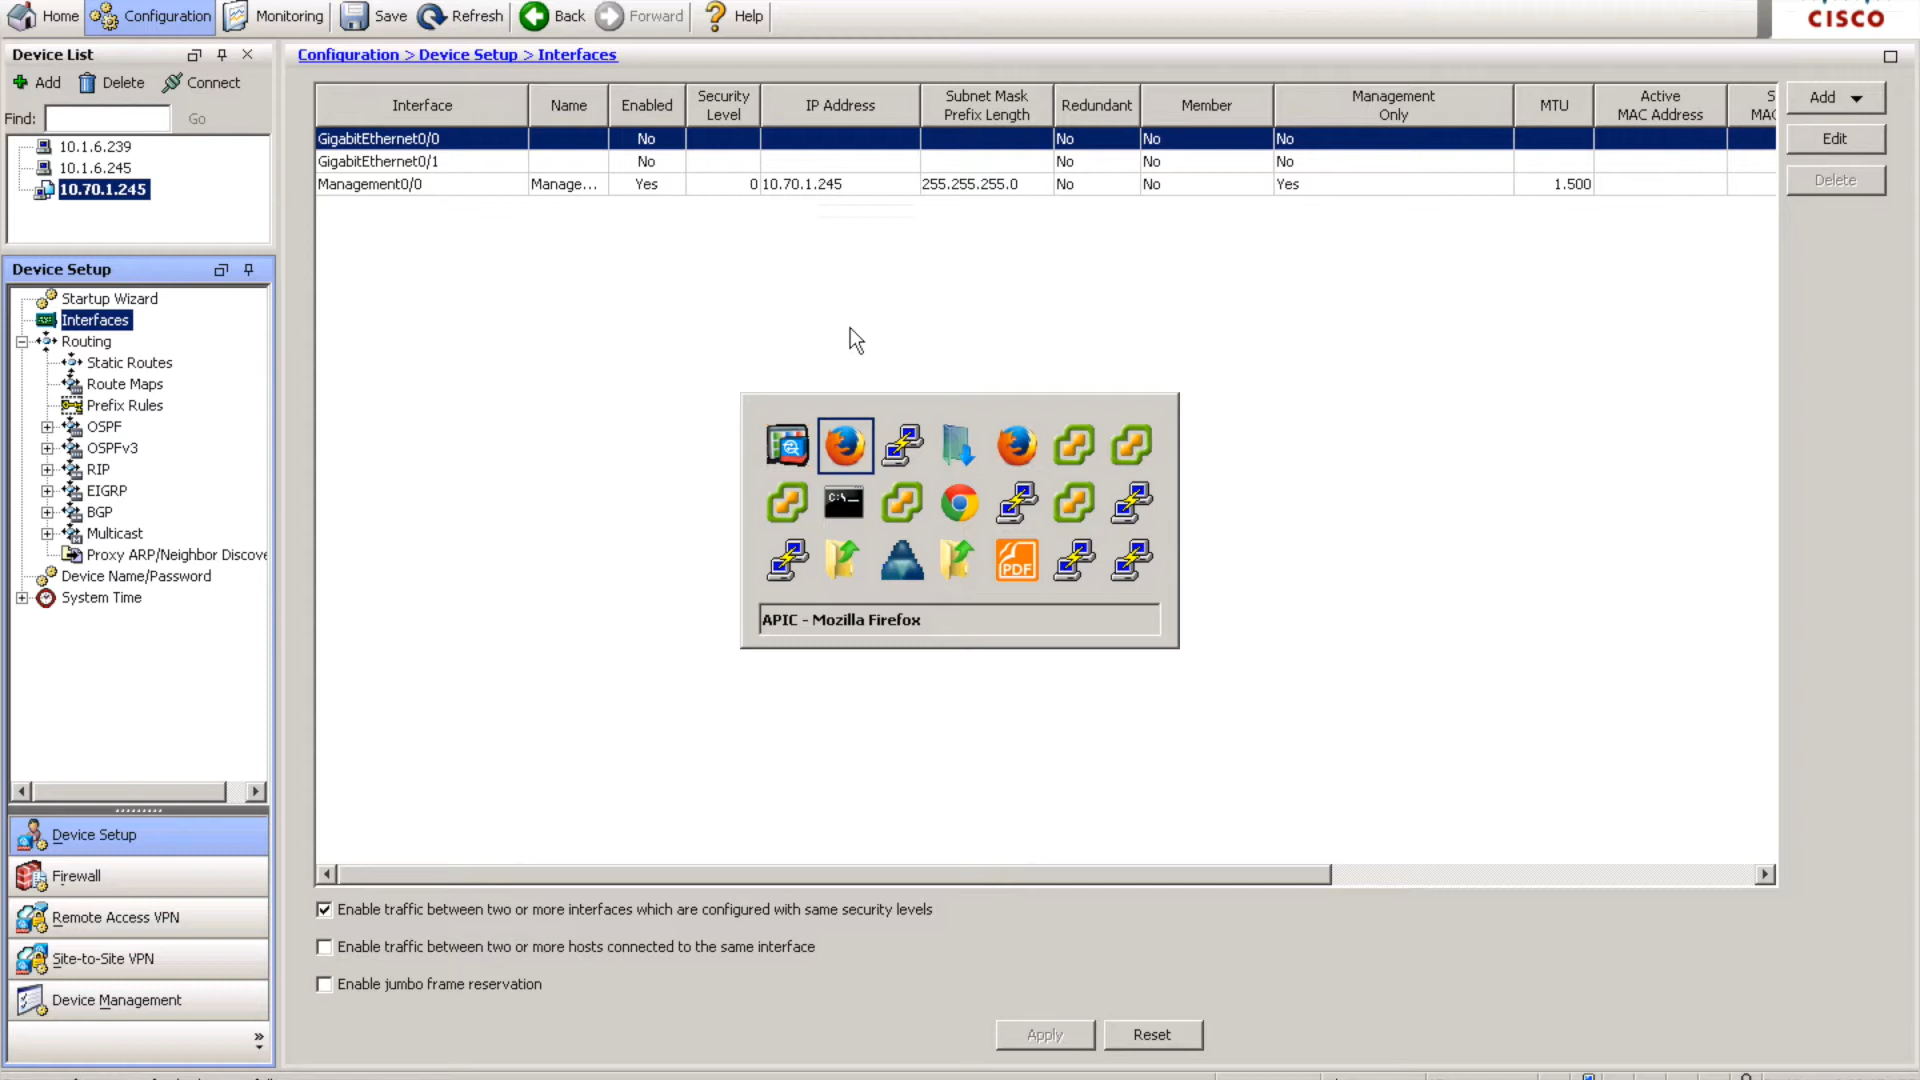 Home Configuration Monitoring Save Refresh Back Forward Help
CISCO
Device List
Add Delete Connect
Find: Go
10.1.6.239
10.1.6.245
10.70.1.245
Device Setup
Startup Wizard
Interfaces
Routing
Static Routes
Route Maps
Prefix Rules
OSPF
OSPFv3
RIP
EIGRP
BGP
Multicast
Proxy ARP/Neighbor Discove
Device Name/Password
System Time
Device Setup
Firewall
Remote Access VPN
Site-to-Site VPN
Device Management
»
Configuration > Device Setup > Interfaces
Interface Name Enabled Security Level IP Address Subnet Mask Prefix Length Redundant Member Management Only MTU Active MAC Address S MAC
GigabitEthernet0/0 No No No No
GigabitEthernet0/1 No No No No
Management0/0 Manage... Yes 0 10.70.1.245 255.255.255.0 No No Yes 1.500
Add
Edit
Delete
C:\_
PDF
APIC - Mozilla Firefox
Enable traffic between two or more interfaces which are configured with same security levels
Enable traffic between two or more hosts connected to the same interface
Enable jumbo frame reservation
Apply Reset